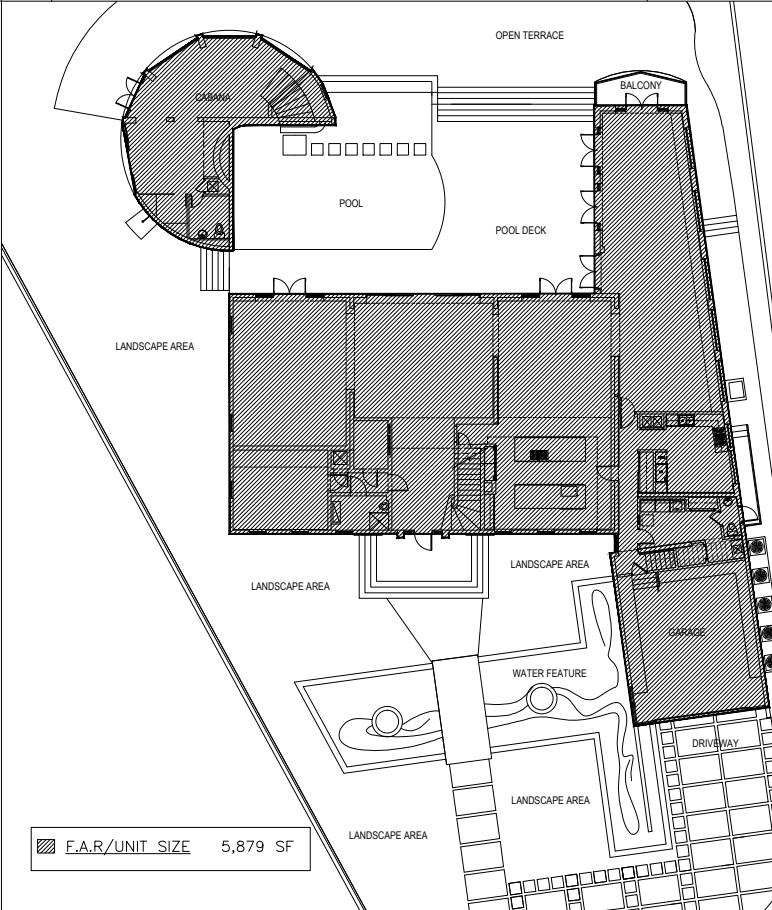 OPEN TERRACE
BALCONY
CABANA
POOL
POOL DECK
LANDSCAPE AREA
LANDSCAPE AREA
LANDSCAPE AREA
GARAGE
WATER FEATURE
DRIVEWAY
LANDSCAPE AREA
LANDSCAPE AREA
F.A.R/UNIT SIZE 5,879 SF